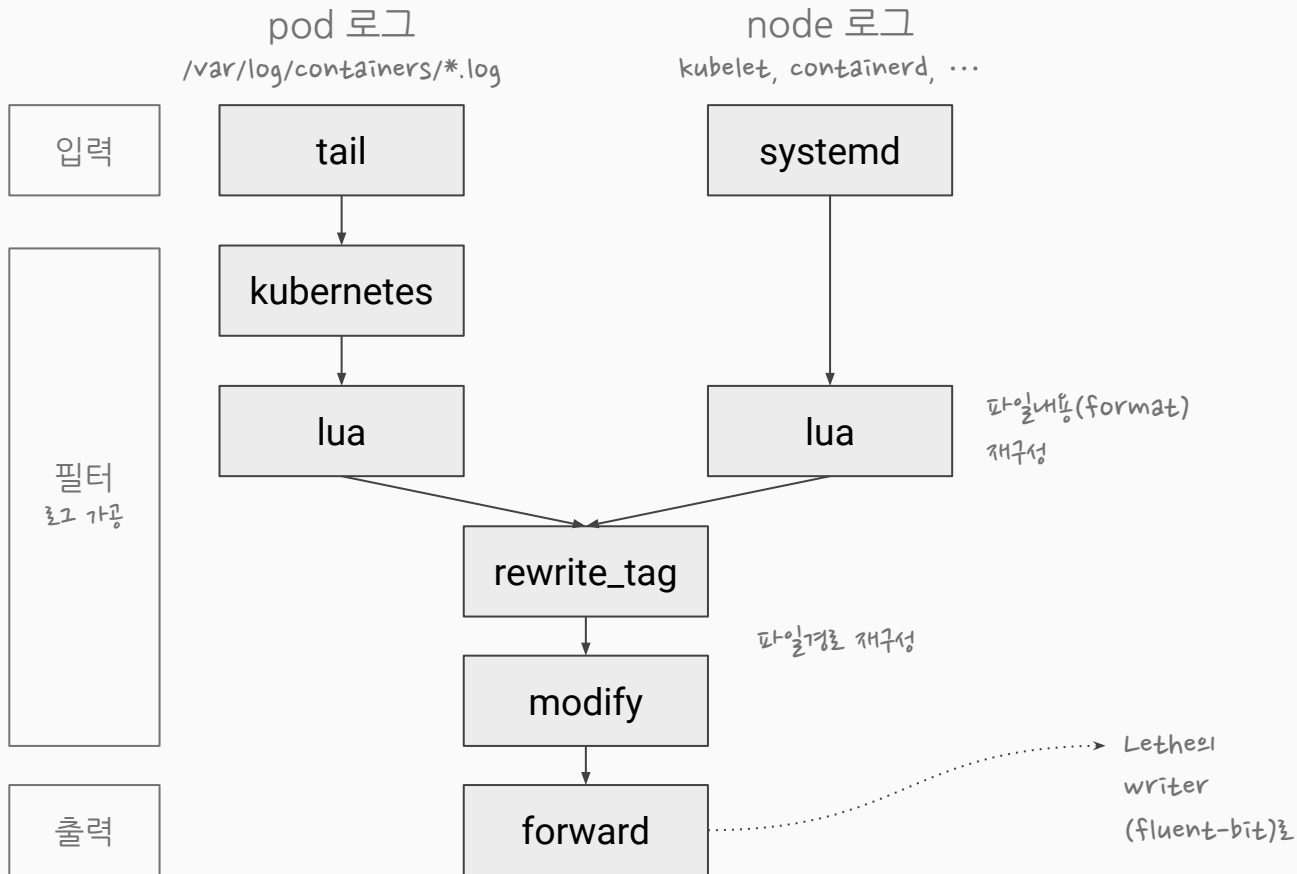 pod 로그
/var/log/containers/*.log
node 로그
kubelet, containerd, ···
입력
tail
systemd
kubernetes
필터
로그 가공
lua
lua
파일내용(format)
재구성
rewrite_tag
파일경로 재구성
modify
출력
forward
Lethe의
writer
(fluent-bit)로